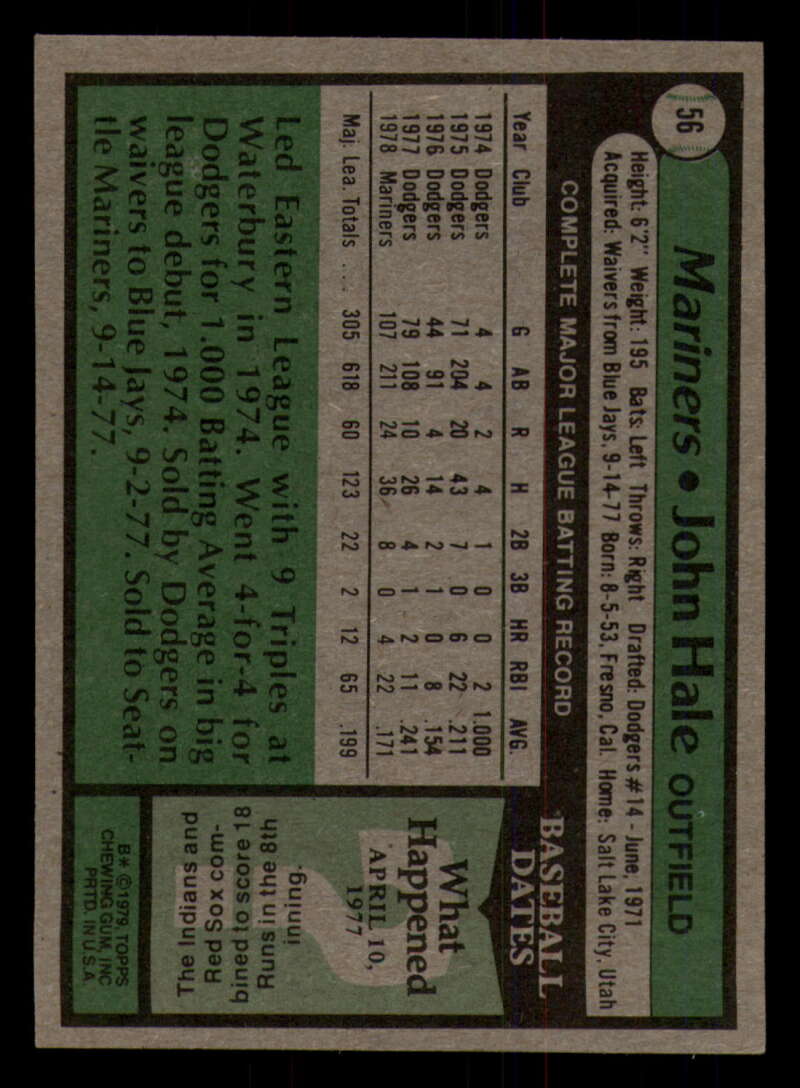 56
Mariners • John Hale OUTFIELD
Height: 6'2" Weight: 195 Bats: Left Throws: Right Drafted: Dodgers #14 - June, 1971
Acquired: Waivers from Blue Jays, 9-14-77 Born: 8-5-53, Fresno, Cal. Home: Salt Lake City, Utah
COMPLETE MAJOR LEAGUE BATTING RECORD
Year Club G AB R H 2B 3B HR RBI AVG.
1974 Dodgers 4 4 2 4 1 0 0 2 1.000
1975 Dodgers 71 204 20 43 7 0 6 22 .211
1976 Dodgers 44 91 4 14 2 1 0 8 .154
1977 Dodgers 79 108 10 26 4 1 2 11 .241
1978 Mariners 107 211 24 36 8 0 4 22 .171
Maj. Lea. Totals .... 305 618 60 123 22 2 12 65 .199
Led Eastern League with 9 Triples at
Waterbury in 1974. Went 4-for-4 for
Dodgers for 1.000 Batting Average in big
league debut, 1974. Sold by Dodgers on
waivers to Blue Jays, 9-2-77. Sold to Seat-
tle Mariners, 9-14-77.
BASEBALL
DATES
What
Happened
APRIL 10,
1977
?
The Indians and
Red Sox com-
bined to score 18
Runs in the 8th
inning.
B* ©1979 TOPPS
CHEWING GUM, INC
PRTD. IN U.S.A.